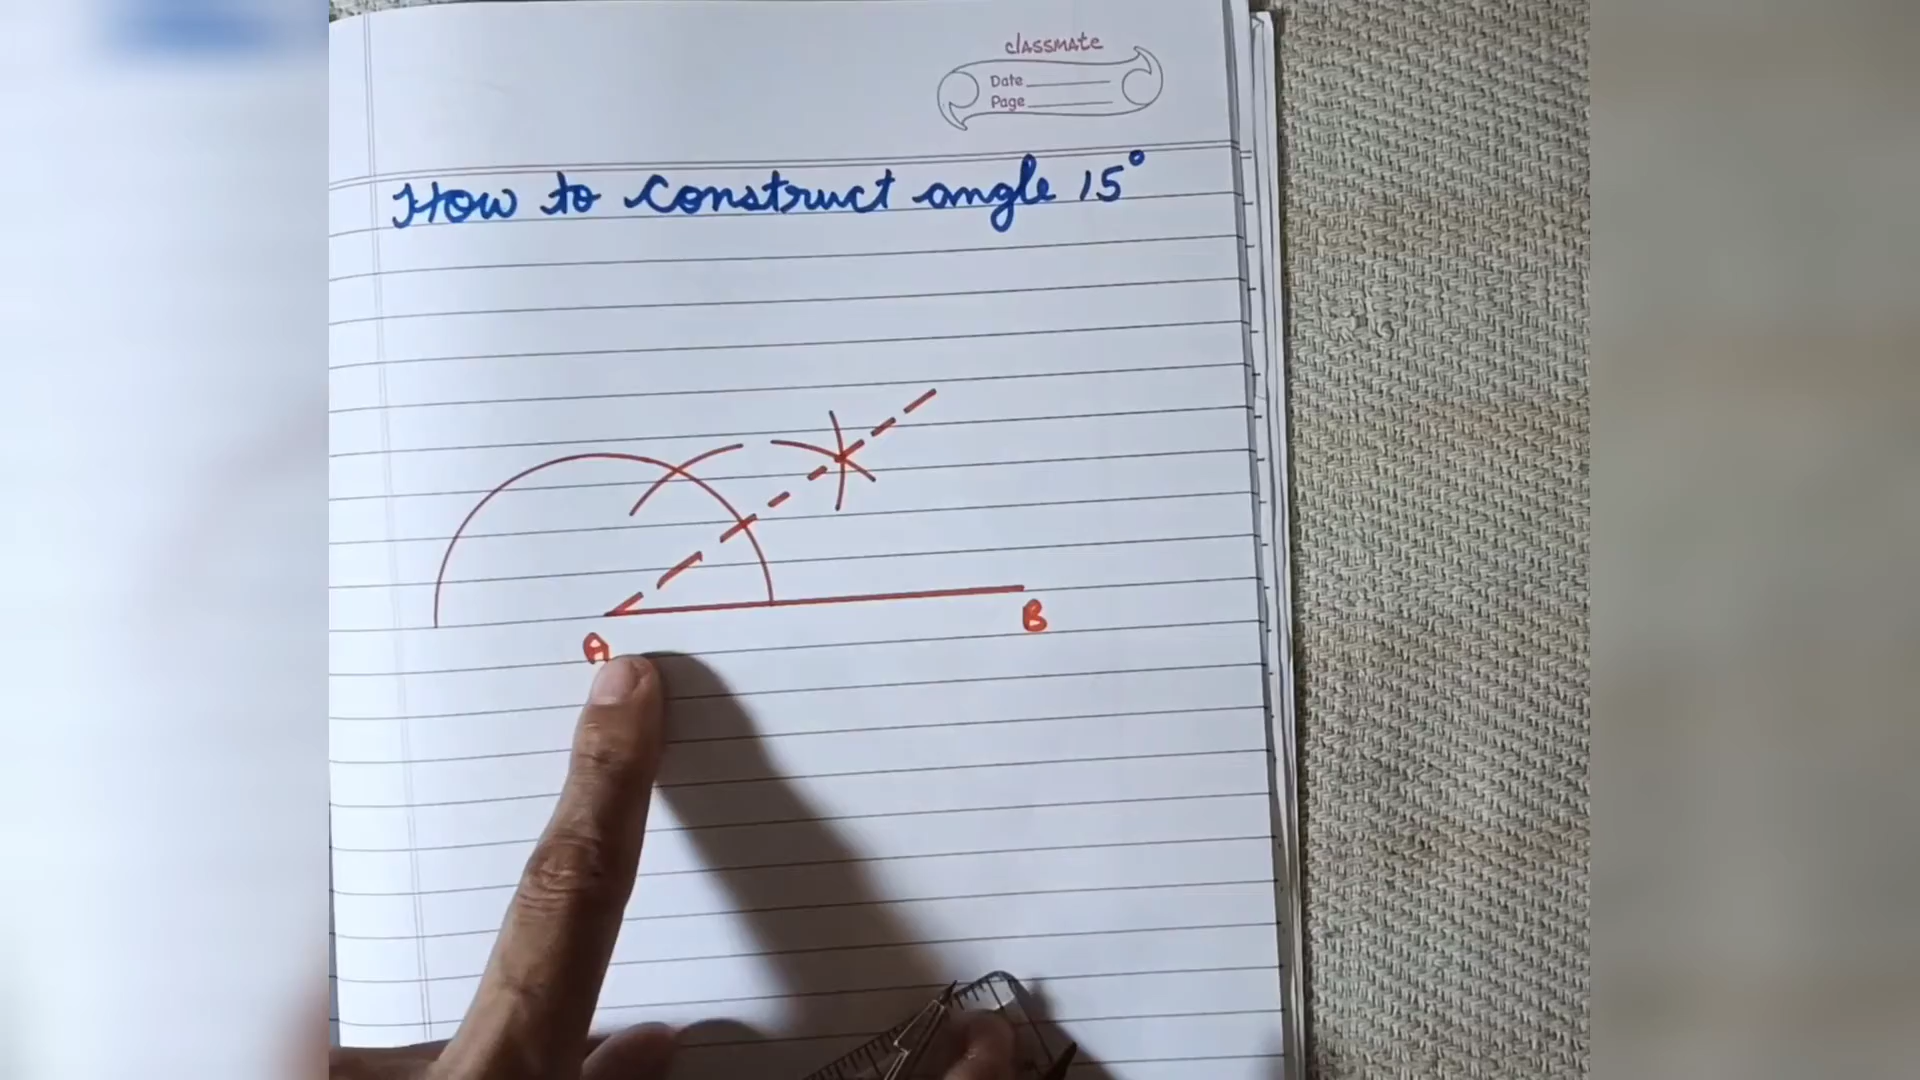 classmate
Date
Page
How to construct angle 15°
A
B